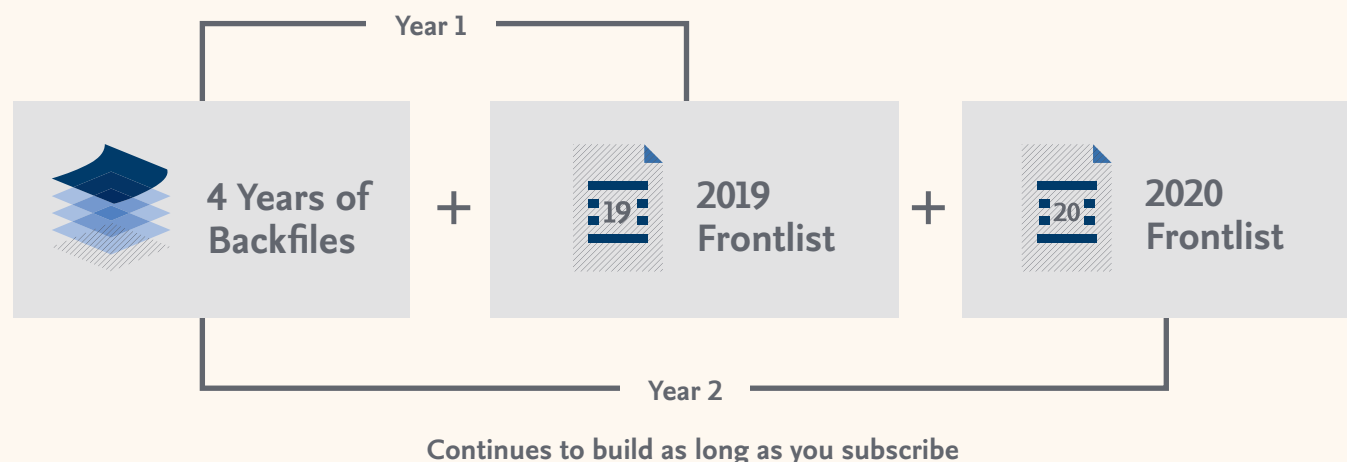 Year 1
4 Years of
Backfiles
+
19
2019
Frontlist
+
20
2020
Frontlist
Year 2
Continues to build as long as you subscribe